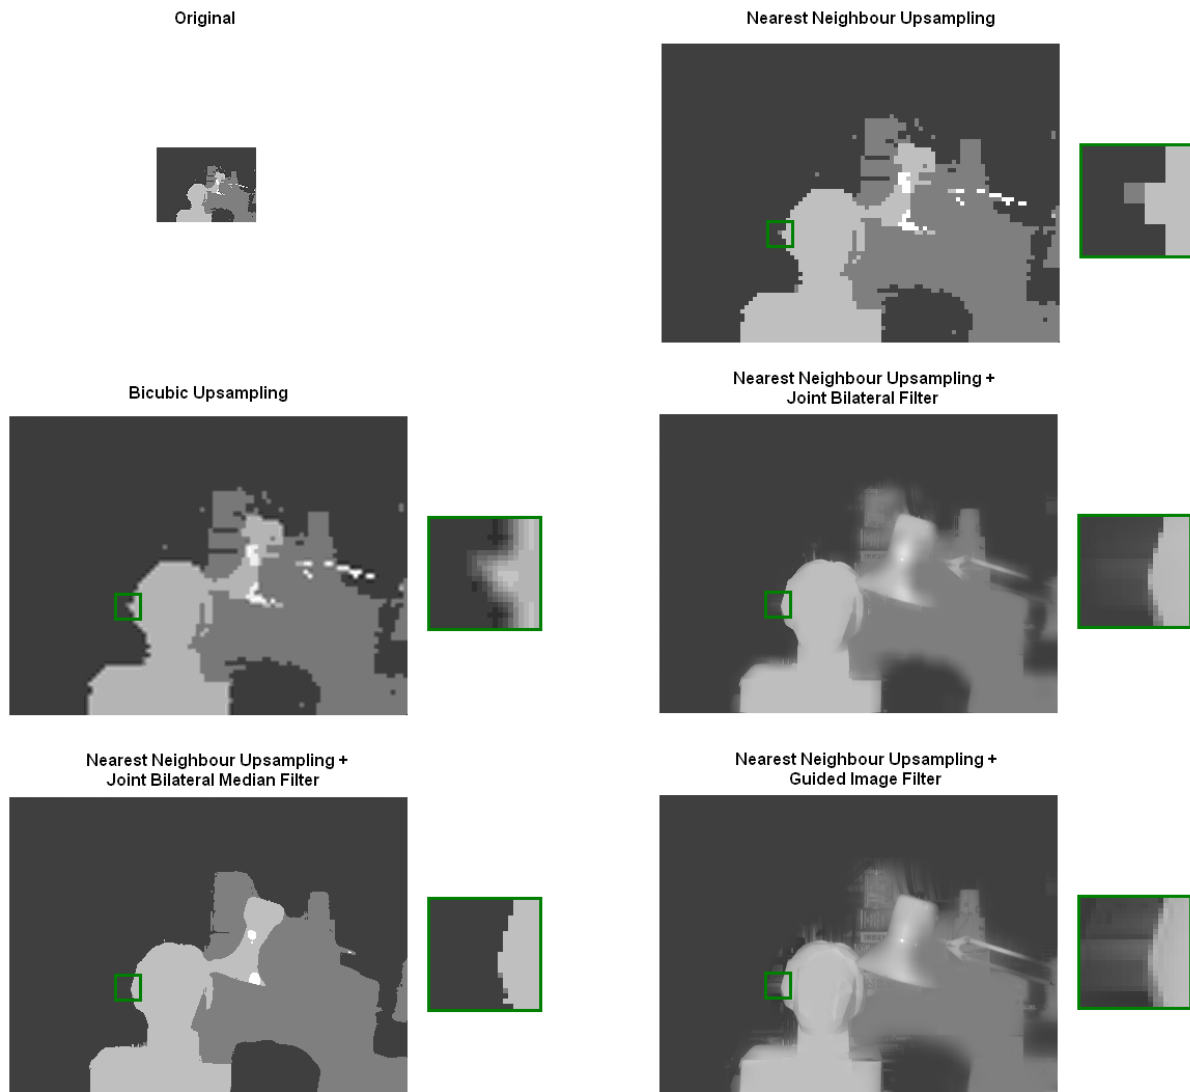 Original
Nearest Neighbour Upsampling
Bicubic Upsampling
Nearest Neighbour Upsampling +
Joint Bilateral Filter
Nearest Neighbour Upsampling +
Joint Bilateral Median Filter
Nearest Neighbour Upsampling +
Guided Image Filter